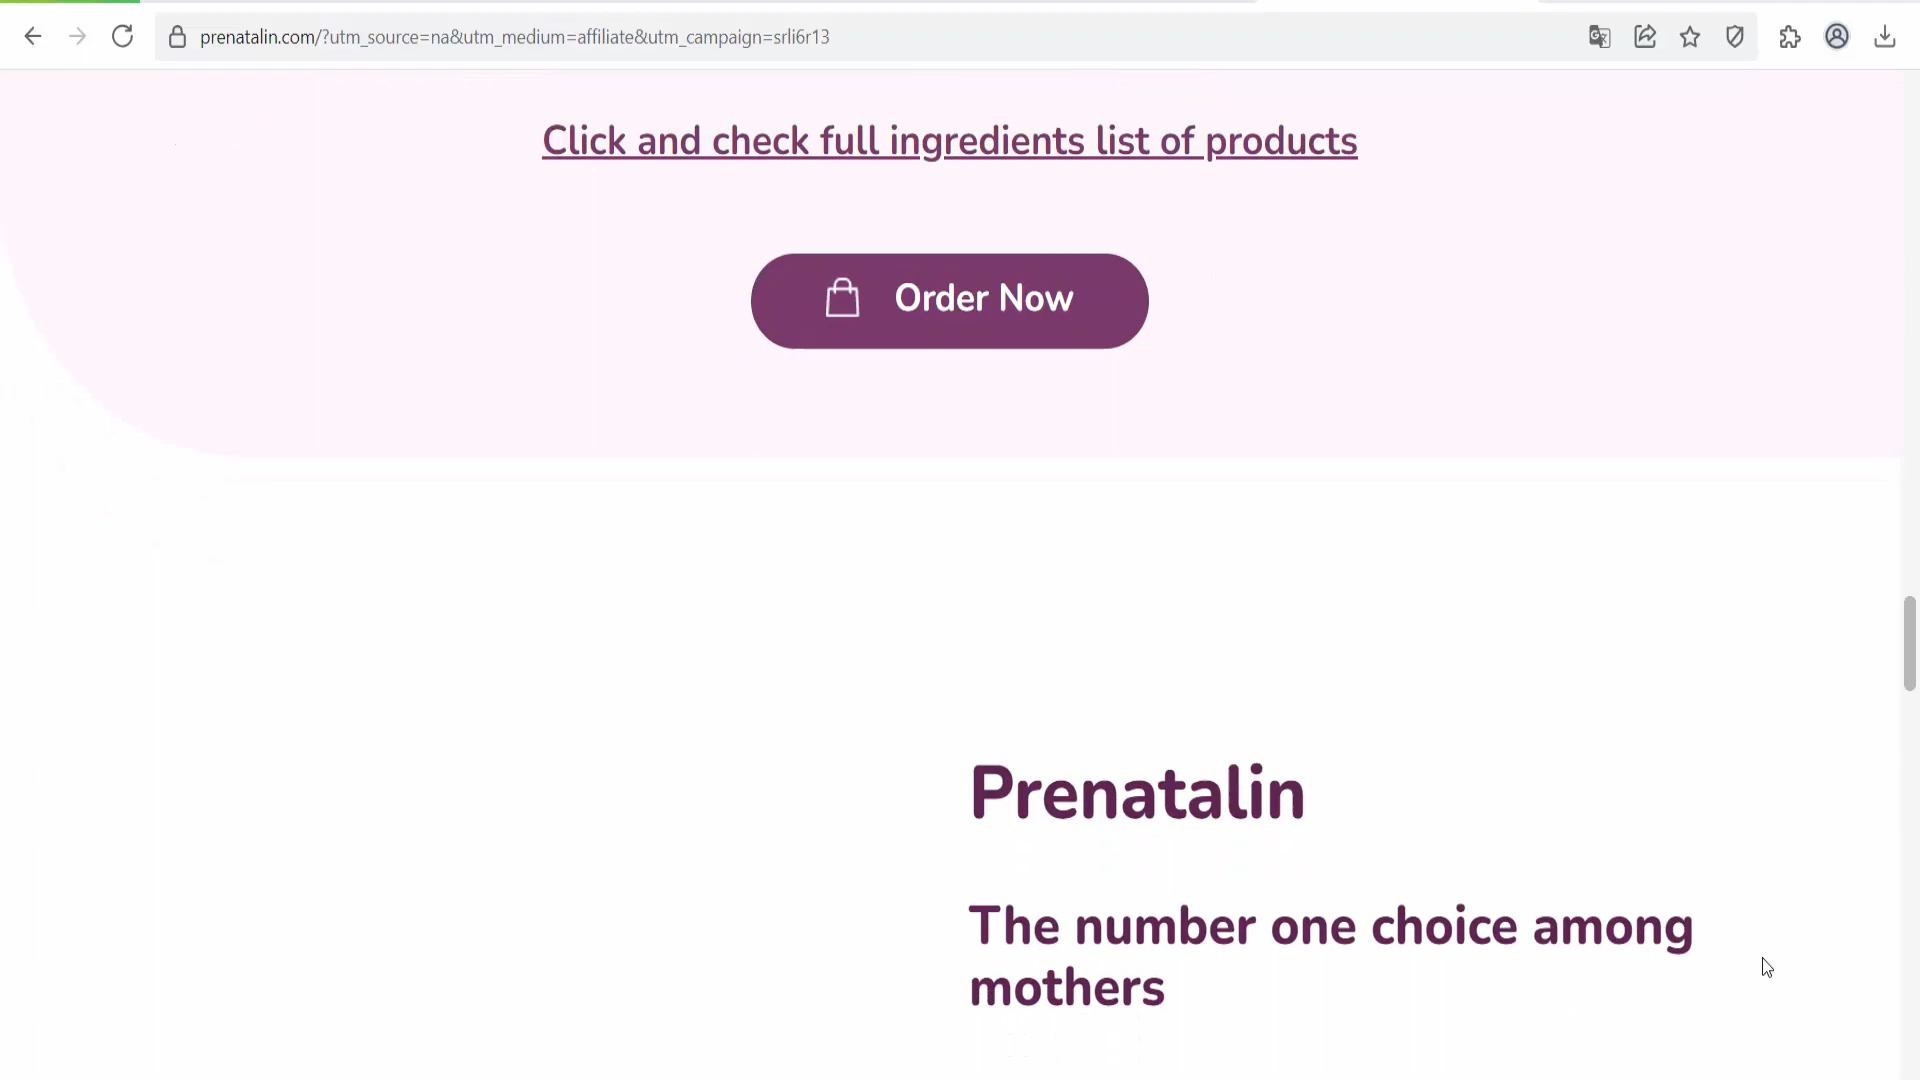 prenatalin.com/?utm_source=na&utm_medium=affiliate&utm_campaign=srli6r13
Click and check full ingredients list of products
Order Now
Prenatalin
The number one choice among
mothers